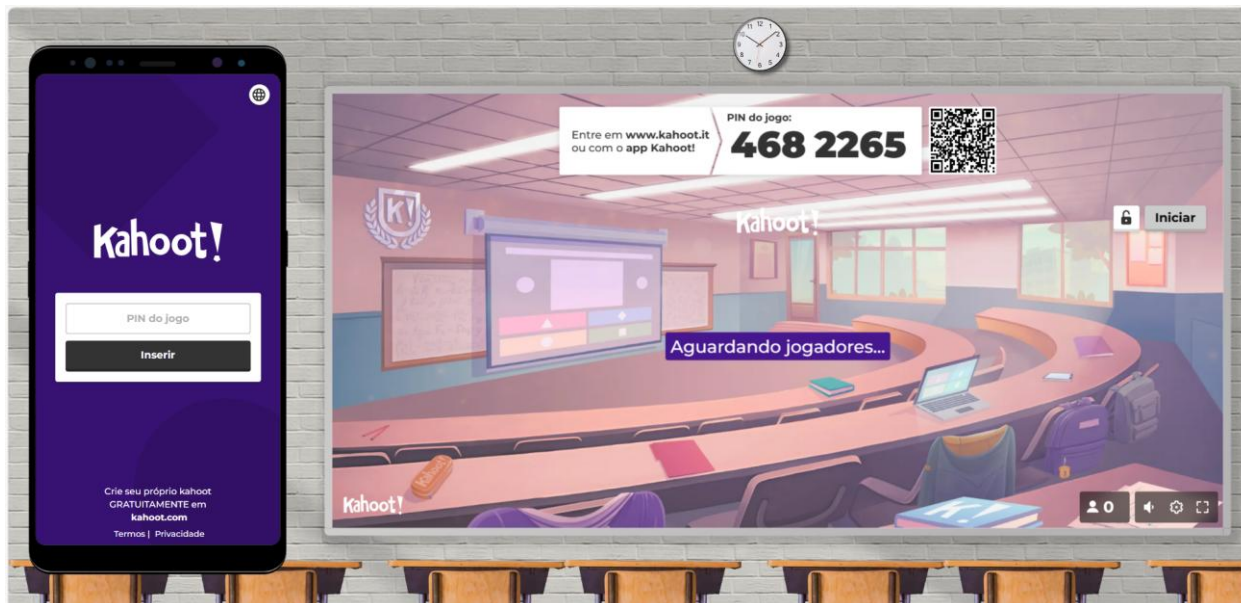 Kahoot!
PIN do jogo
Inserir
Crie seu próprio kahoot
GRATUITAMENTE em
kahoot.com
Termos | Privacidade
Entre em www.kahoot.it
ou com o app Kahoot!
PIN do jogo:
468 2265
K!
Kahoot!
Iniciar
Aguardando jogadores...
Kahoot
Kahoot!
K!
0